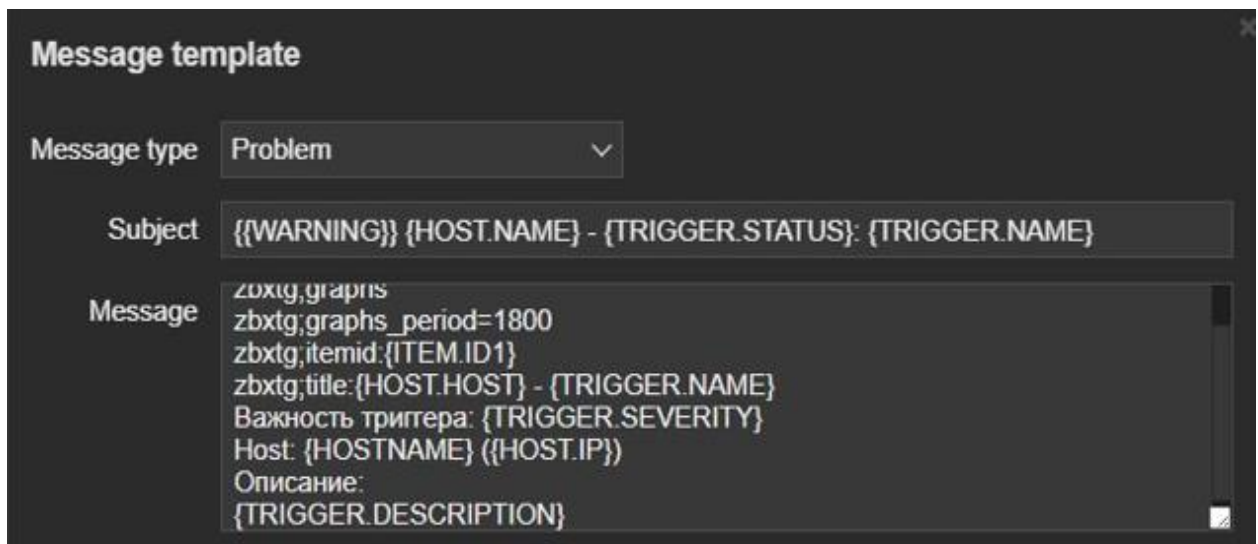 Message template
Message type Problem
Subject {{WARNING}} {HOST.NAME} - {TRIGGER.STATUS}: {TRIGGER.NAME}
Message
zbxtg;graphs
zbxtg;graphs_period=1800
zbxtg;itemid:{ITEM.ID1}
zbxtg;title:{HOST.HOST} - {TRIGGER.NAME}
Важность триггера: {TRIGGER.SEVERITY}
Host: {HOSTNAME} ({HOST.IP})
Описание:
{TRIGGER.DESCRIPTION}